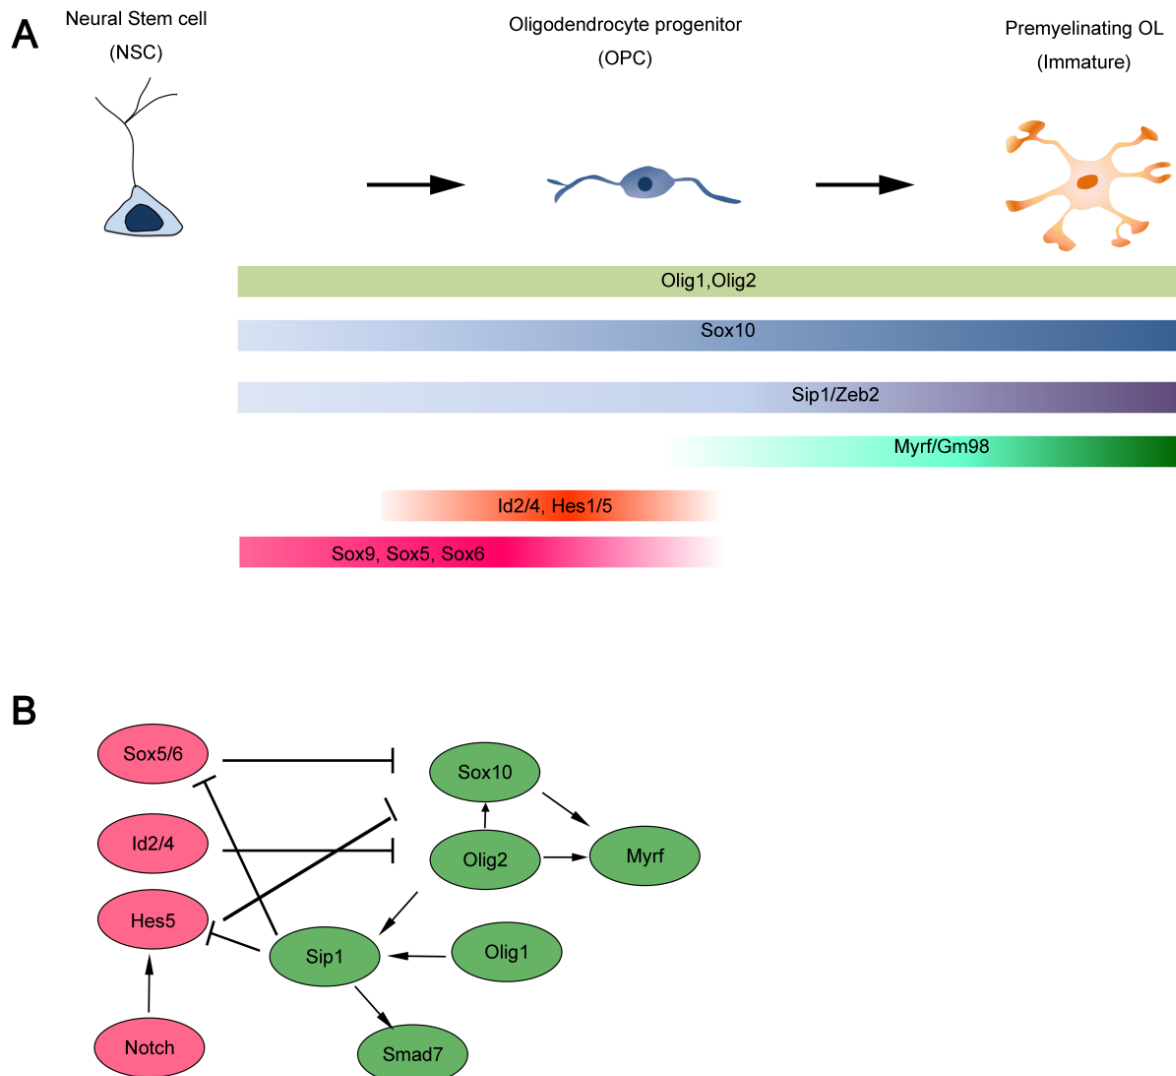 A
Neural Stem cell
(NSC)
Oligodendrocyte progenitor
(OPC)
Premyelinating OL
(Immature)
Olig1,Olig2
Sox10
Sip1/Zeb2
Myrf/Gm98
Id2/4, Hes1/5
Sox9, Sox5, Sox6
B
Sox5/6
Sox10
Id2/4
Olig2
Myrf
Hes5
Sip1
Olig1
Notch
Smad7